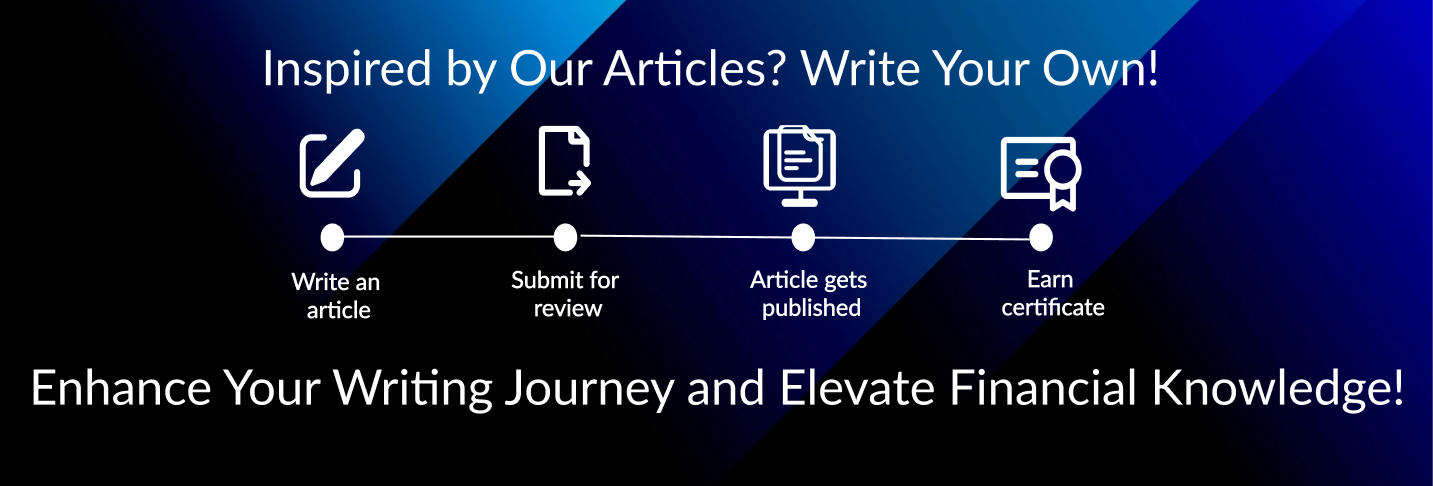 Inspired by Our Articles? Write Your Own!
Write an
article
Submit for
review
Article gets
published
Earn
certificate
Enhance Your Writing Journey and Elevate Financial Knowledge!